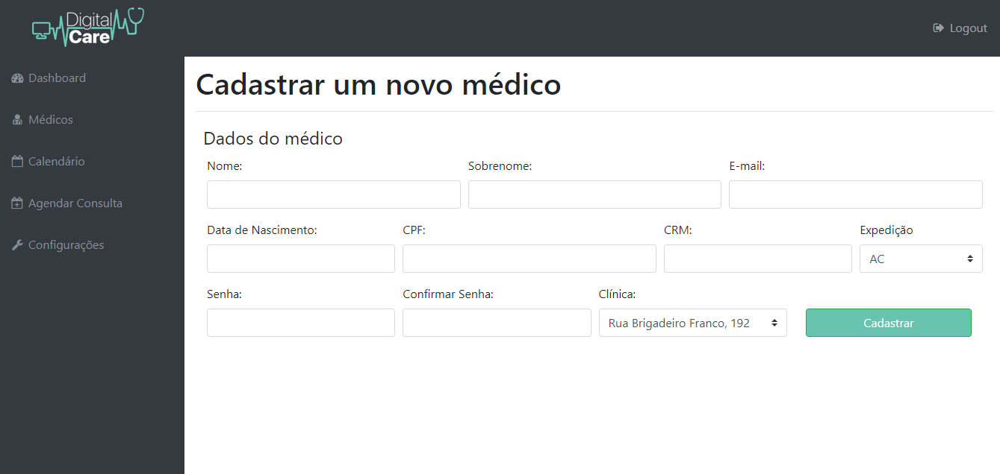 Digital
Care
Logout
Dashboard
Médicos
Calendário
Agendar Consulta
Configurações
Cadastrar um novo médico
Dados do médico
Nome: Sobrenome: E-mail:
Data de Nascimento: CPF: CRM: Expedição
AC
Senha: Confirmar Senha: Clínica:
Rua Brigadeiro Franco, 192 Cadastrar